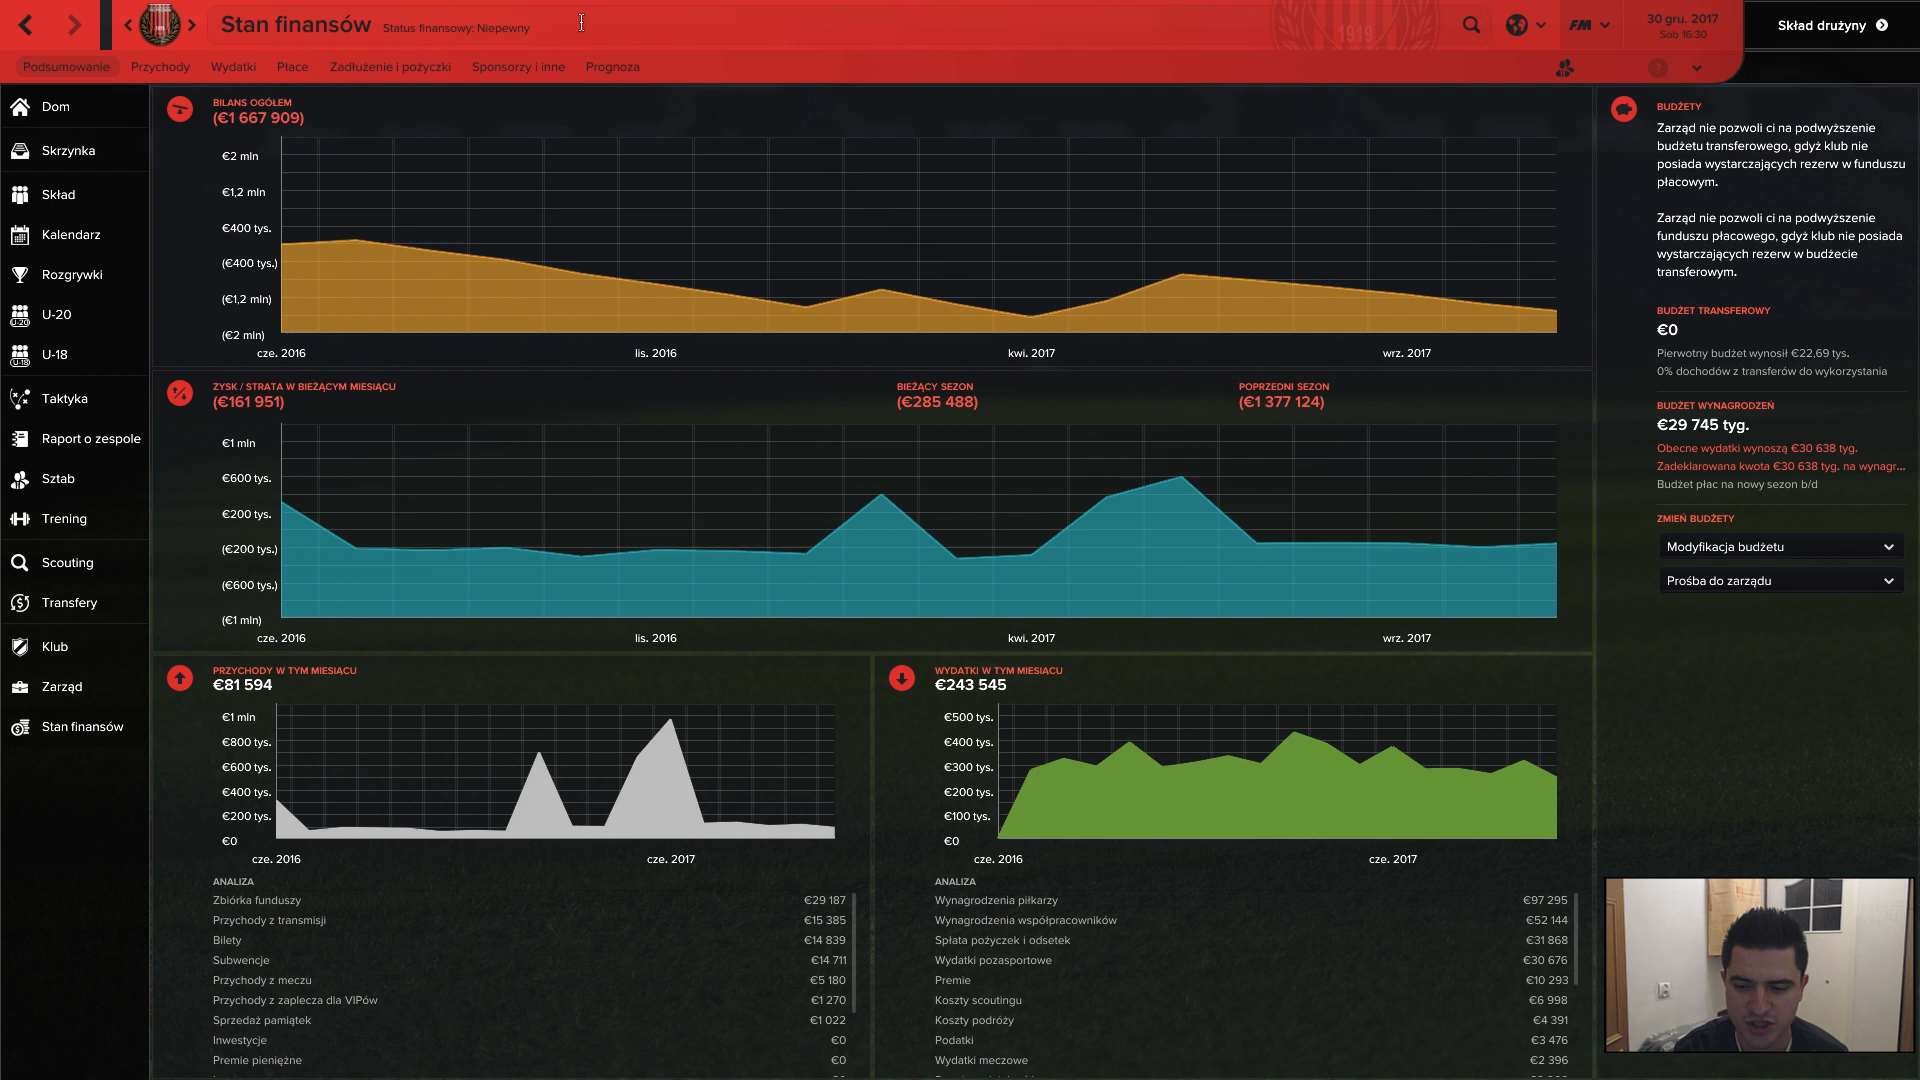 Stan finansów
Status finansowy: Niepewny
1919
FM
30 gru. 2017
Sob 16:30
Skład drużyny
Podsumowanie
Przychody
Wydatki
Płace
Zadłużenie i pożyczki
Sponsorzy i inne
Prognoza
Dom
Skrzynka
Skład
Kalendarz
Rozgrywki
U-20
U-18
Taktyka
Raport o zespole
Sztab
Trening
Scouting
Transfery
Klub
Zarząd
Stan finansów
BILANS OGÓŁEM
(€1 667 909)
€2 mln
€1,2 mln
€400 tys.
(€400 tys.)
(€1,2 mln)
(€2 mln)
cze. 2016
lis. 2016
kwi. 2017
wrz. 2017
ZYSK / STRATA W BIEŻĄCYM MIESIĄCU
(€161 951)
BIEŻĄCY SEZON
(€285 488)
POPRZEDNI SEZON
(€1 377 124)
€1 mln
€600 tys.
€200 tys.
(€200 tys.)
(€600 tys.)
(€1 mln)
cze. 2016
lis. 2016
kwi. 2017
wrz. 2017
PRZYCHODY W TYM MIESIĄCU
€81 594
€1 mln
€800 tys.
€600 tys.
€400 tys.
€200 tys.
€0
cze. 2016
cze. 2017
ANALIZA
Zbiórka funduszy €29 187
Przychody z transmisji €15 385
Bilety €14 839
Subwencje €14 711
Przychody z meczu €5 180
Przychody z zaplecza dla VIPów €1 270
Sprzedaż pamiątek €1 022
Inwestycje €0
Premie pieniężne €0
WYDATKI W TYM MIESIĄCU
€243 545
€500 tys.
€400 tys.
€300 tys.
€200 tys.
€100 tys.
€0
cze. 2016
cze. 2017
ANALIZA
Wynagrodzenia piłkarzy €97 295
Wynagrodzenia współpracowników €52 144
Spłata pożyczek i odsetek €31 868
Wydatki pozasportowe €30 676
Premie €10 293
Koszty scoutingu €6 998
Koszty podróży €4 391
Podatki €3 476
Wydatki meczowe €2 396
BUDŻETY
Zarząd nie pozwoli ci na podwyższenie
budżetu transferowego, gdyż klub nie
posiada wystarczających rezerw w funduszu
płacowym.
Zarząd nie pozwoli ci na podwyższenie
funduszu płacowego, gdyż klub nie posiada
wystarczających rezerw w budżecie
transferowym.
BUDŻET TRANSFEROWY
€0
Pierwotny budżet wynosił €22,69 tys.
0% dochodów z transferów do wykorzystania
BUDŻET WYNAGRODZEŃ
€29 745 tyg.
Obecne wydatki wynoszą €30 638 tyg.
Zadeklarowana kwota €30 638 tyg. na wynagr...
Budżet płac na nowy sezon b/d
ZMIEŃ BUDŻETY
Modyfikacja budżetu
Prośba do zarządu